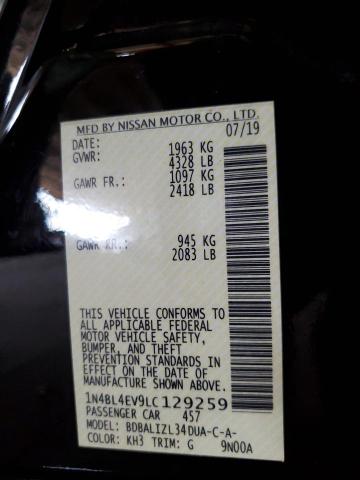 MFD BY NISSAN MOTOR CO., LTD.
DATE: 07/19
GVWR: 1963 KG
4328 LB
GAWR FR.: 1097 KG
2418 LB
GAWR RR.: 945 KG
2083 LB
THIS VEHICLE CONFORMS TO
ALL APPLICABLE FEDERAL
MOTOR VEHICLE SAFETY,
BUMPER, AND THEFT
PREVENTION STANDARDS IN
EFFECT ON THE DATE OF
MANUFACTURE SHOWN ABOVE.
1N4BL4EV9LC129259
PASSENGER CAR 457
MODEL: BDBALIZL34DUA-C-A-
COLOR: KH3 TRIM: G 9N00A